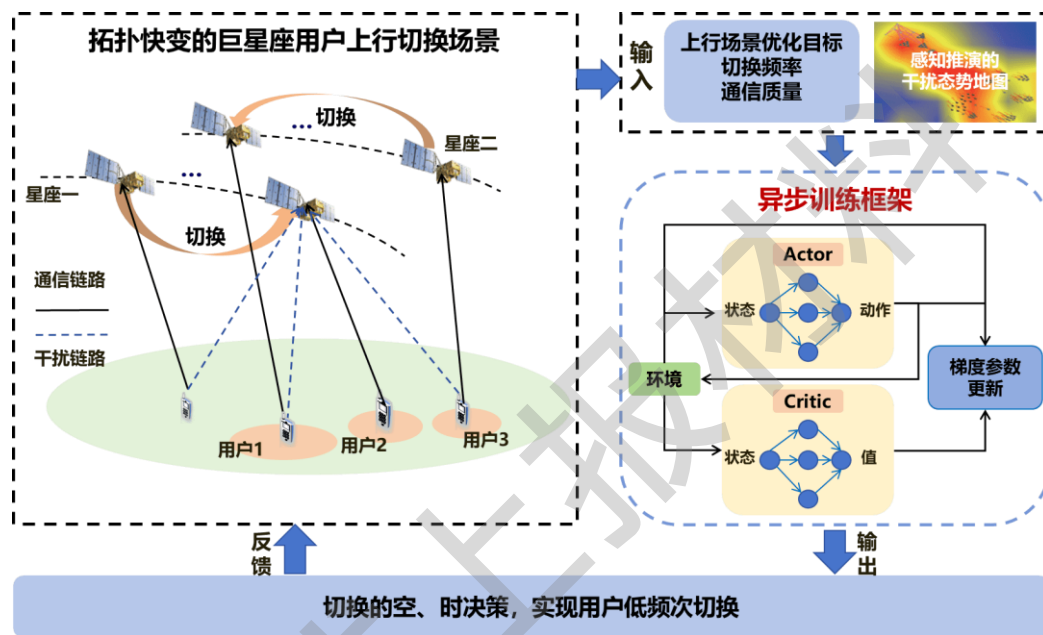 拓扑快变的巨星座用户上行切换场景
切换
...
星座二
...
星座一
切换
通信链路
干扰链路
用户1
用户2
用户3
输入
上行场景优化目标
切换频率
通信质量
感知推演的
干扰态势地图
异步训练框架
Actor
状态
动作
环境
梯度参数
更新
Critic
状态
值
反馈
输出
切换的空、时决策，实现用户低频次切换
上报材料